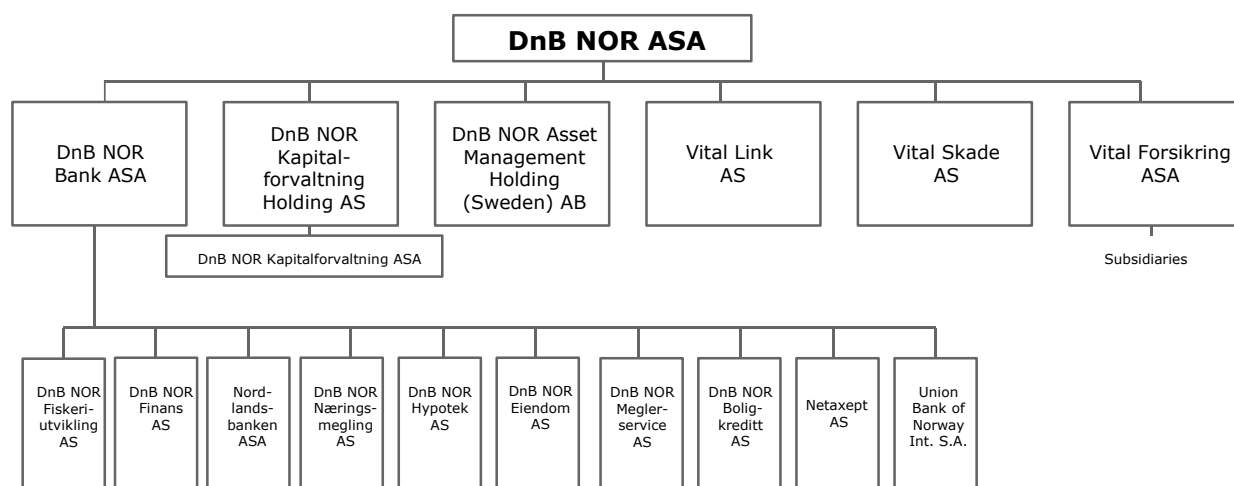 DnB NOR ASA
DnB NOR
Bank ASA
DnB NOR
Kapital-
forvaltning
Holding AS
DnB NOR Asset
Management
Holding
(Sweden) AB
Vital Link
AS
Vital Skade
AS
Vital Forsikring
ASA
DnB NOR Kapitalforvaltning ASA
Subsidiaries
DnB NOR
Fiskeri-
utvikling
AS
DnB NOR
Finans
AS
Nord-
lands-
banken
ASA
DnB NOR
Nærings-
megling
AS
DnB NOR
Hypotek
AS
DnB NOR
Eiendom
AS
DnB NOR
Megler-
service
AS
DnB NOR
Bolig-
kreditt
AS
Netaxept
AS
Union
Bank of
Norway
Int. S.A.